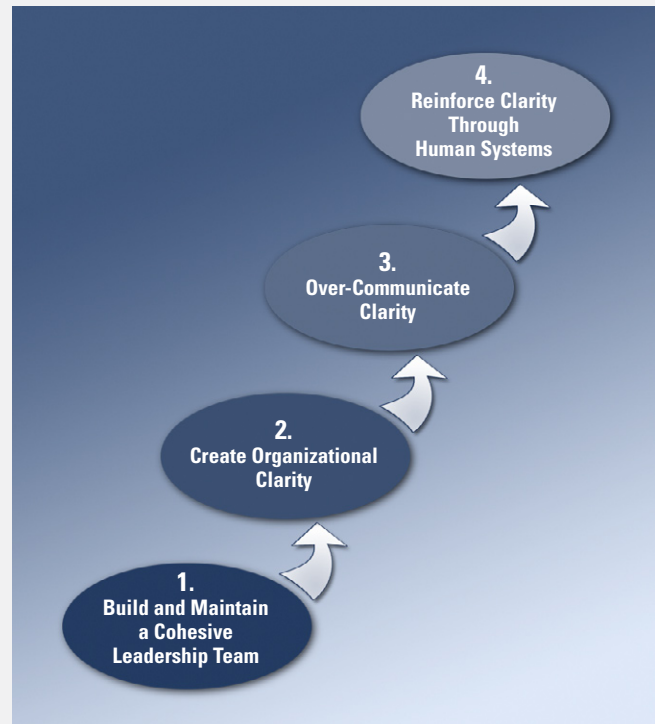 4.
Reinforce Clarity
Through
Human Systems
3.
Over-Communicate
Clarity
2.
Create Organizational
Clarity
1.
Build and Maintain
a Cohesive
Leadership Team